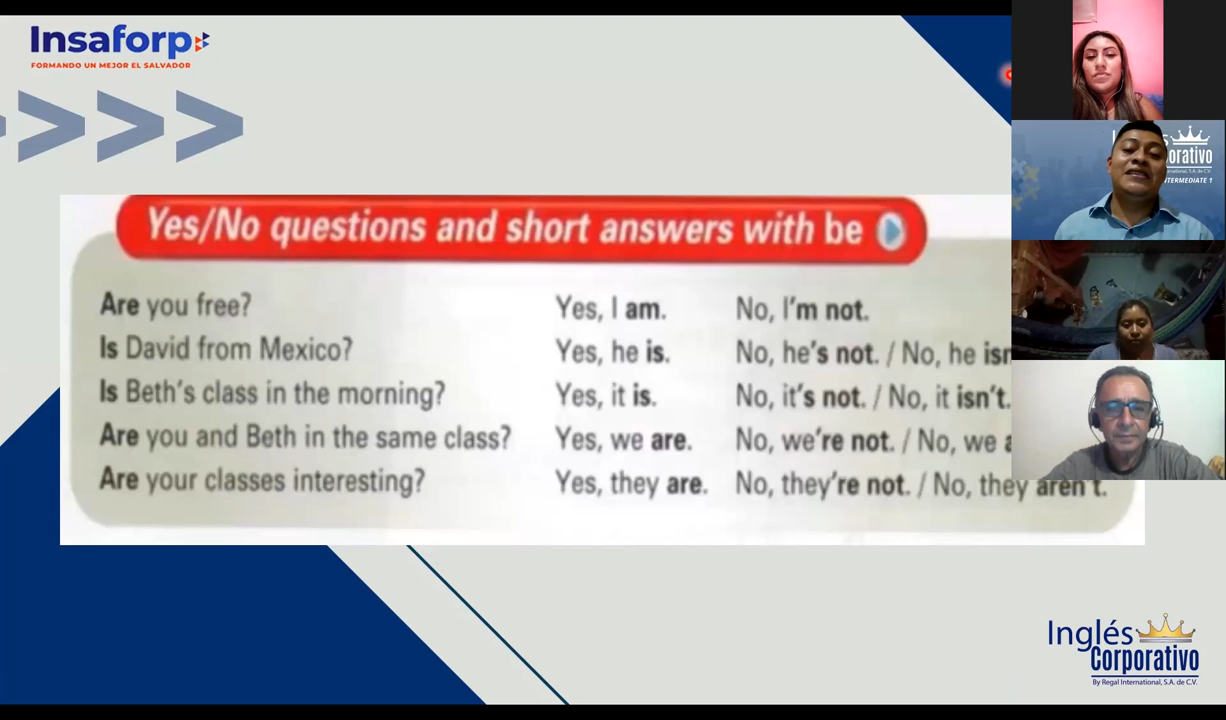 Insaforp
FORMANDO UN MEJOR EL SALVADOR
Yes/No questions and short answers with be
Are you free? Yes, I am. No, I'm not.
Is David from Mexico? Yes, he is. No, he's not. / No, he
Is Beth's class in the morning? Yes, it is. No, it's not. / No, it isn't.
Are you and Beth in the same class? Yes, we are. No, we're not. / No, we
Are your classes interesting? Yes, they are. No, they're not. / No, they aren't.
INTERMEDIATE 1
Inglés
Corporativo
By Regal International, S.A. de C.V.